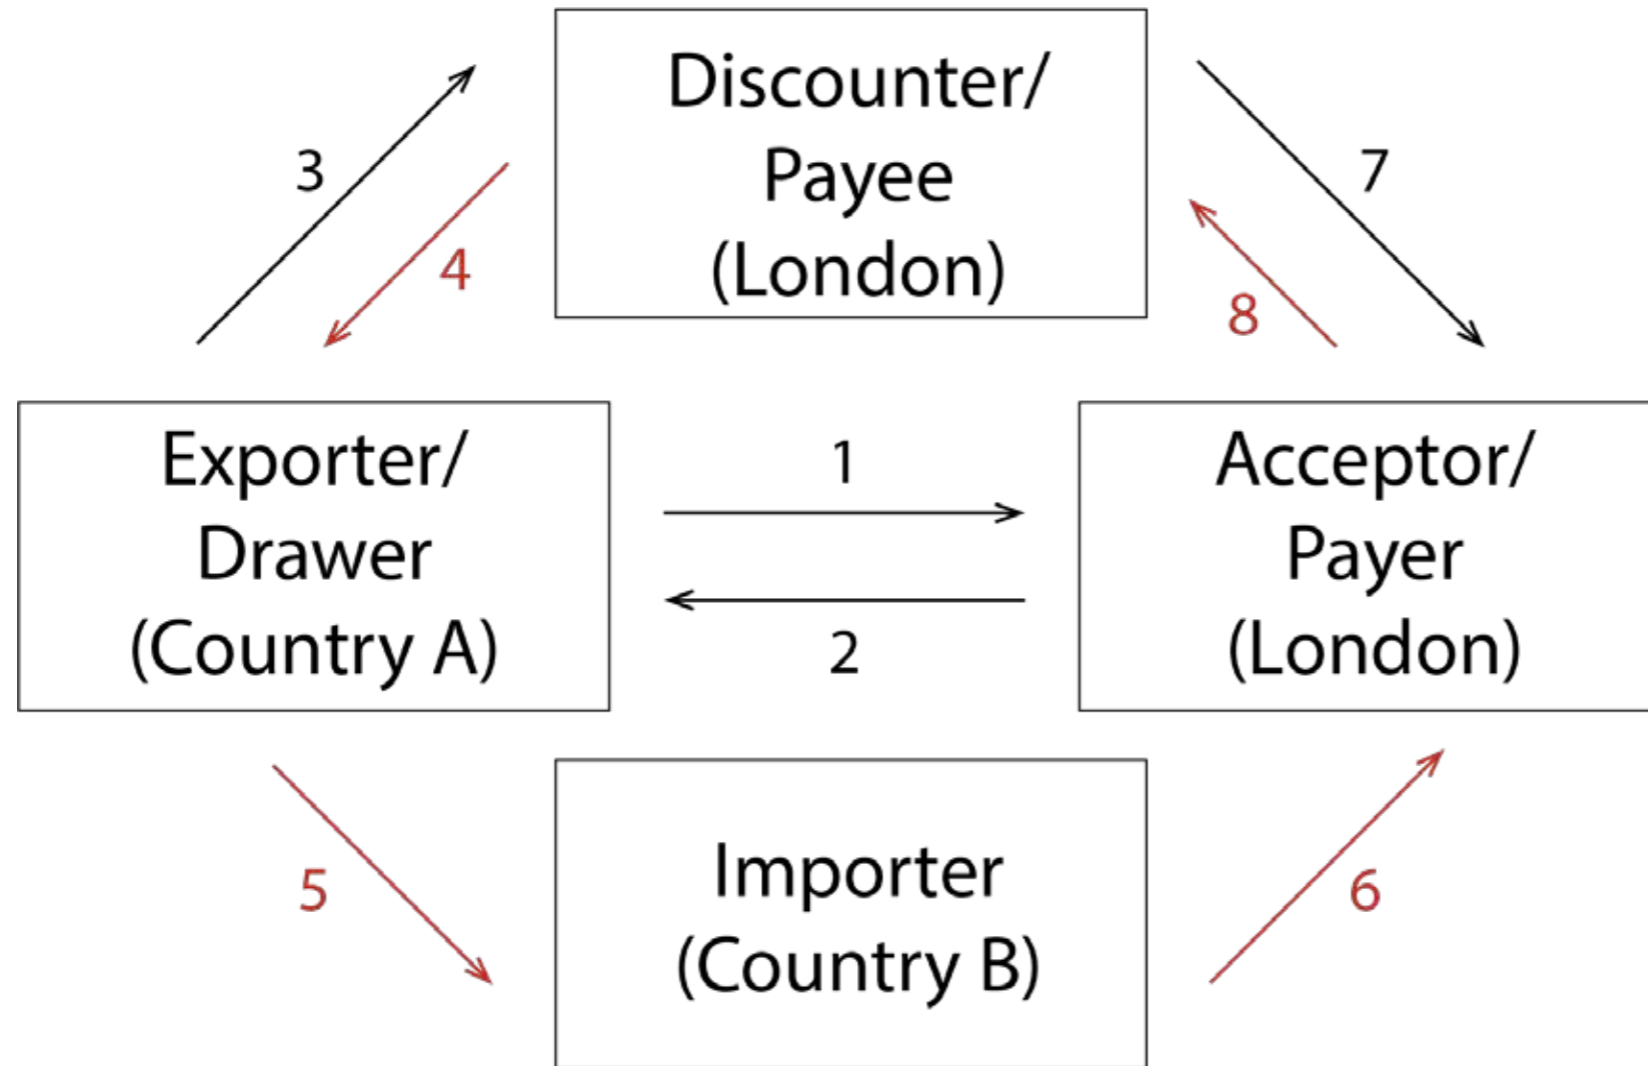 Discounter/
Payee
(London)
3
7
4
8
Exporter/
Drawer
(Country A)
1
2
Acceptor/
Payer
(London)
5
Importer
(Country B)
6